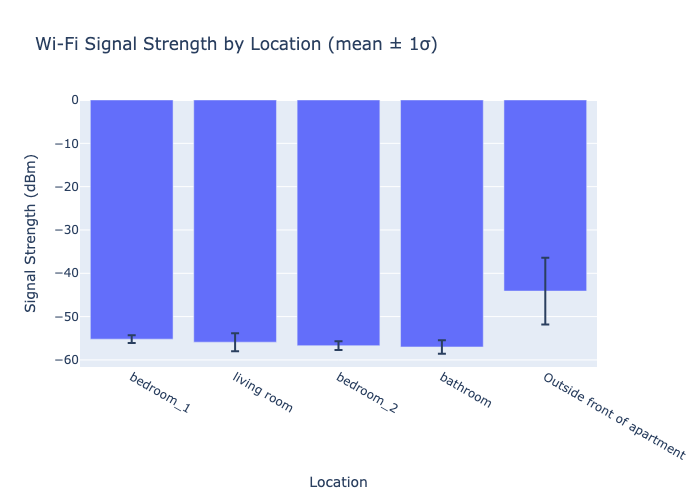 Wi-Fi Signal Strength by Location (mean ± 1σ)
Signal Strength (dBm)
0
−10
−20
−30
−40
−50
−60
bedroom_1
living room
bedroom_2
bathroom
Outside front of apartment
Location